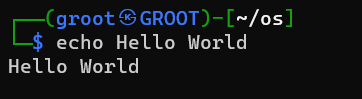 ┌──(groot㉿GROOT)-[~/os]
└─$ echo Hello World
Hello World